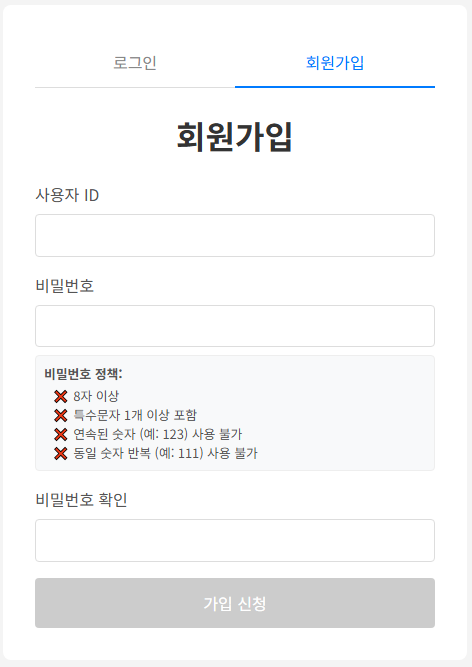 로그인 회원가입
회원가입
사용자 ID
비밀번호
비밀번호 정책:
❌ 8자 이상
❌ 특수문자 1개 이상 포함
❌ 연속된 숫자 (예: 123) 사용 불가
❌ 동일 숫자 반복 (예: 111) 사용 불가
비밀번호 확인
가입 신청